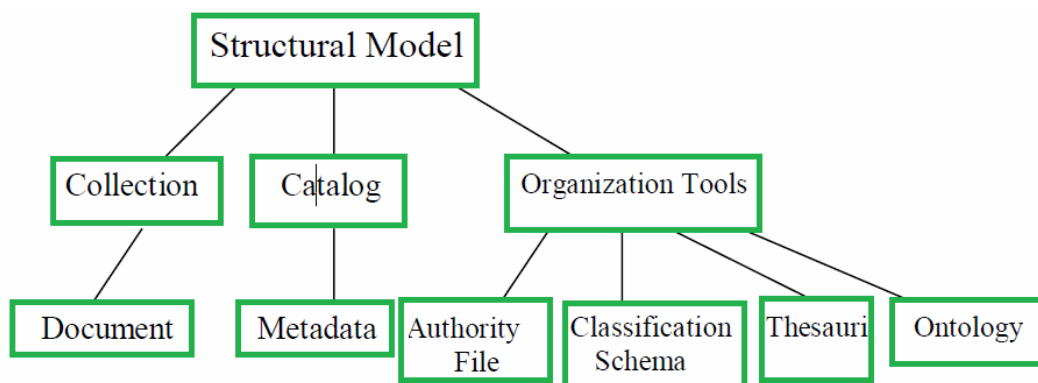 Structural Model
Collection
Catalog
Organization Tools
Document
Metadata
Authority
File
Classification
Schema
Thesauri
Ontology